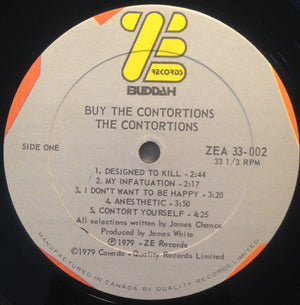 ZE
RECORDS
BUDDAH
BUY THE CONTORTIONS
THE CONTORTIONS
SIDE ONE
ZEA 33-002
33 1/3 RPM
1. DESIGNED TO KILL - 2:44
2. MY INFATUATION - 2:17
3. I DON'T WANT TO BE HAPPY - 3:20
4. ANESTHETIC - 3:50
5. CONTORT YOURSELF - 4:25
All selections written by James Chance
Produced by James White
℗1979 - ZE Records
©1979 Canada - Quality Records Limited
MANUFACTURED IN CANADA BY QUALITY RECORDS LIMITED